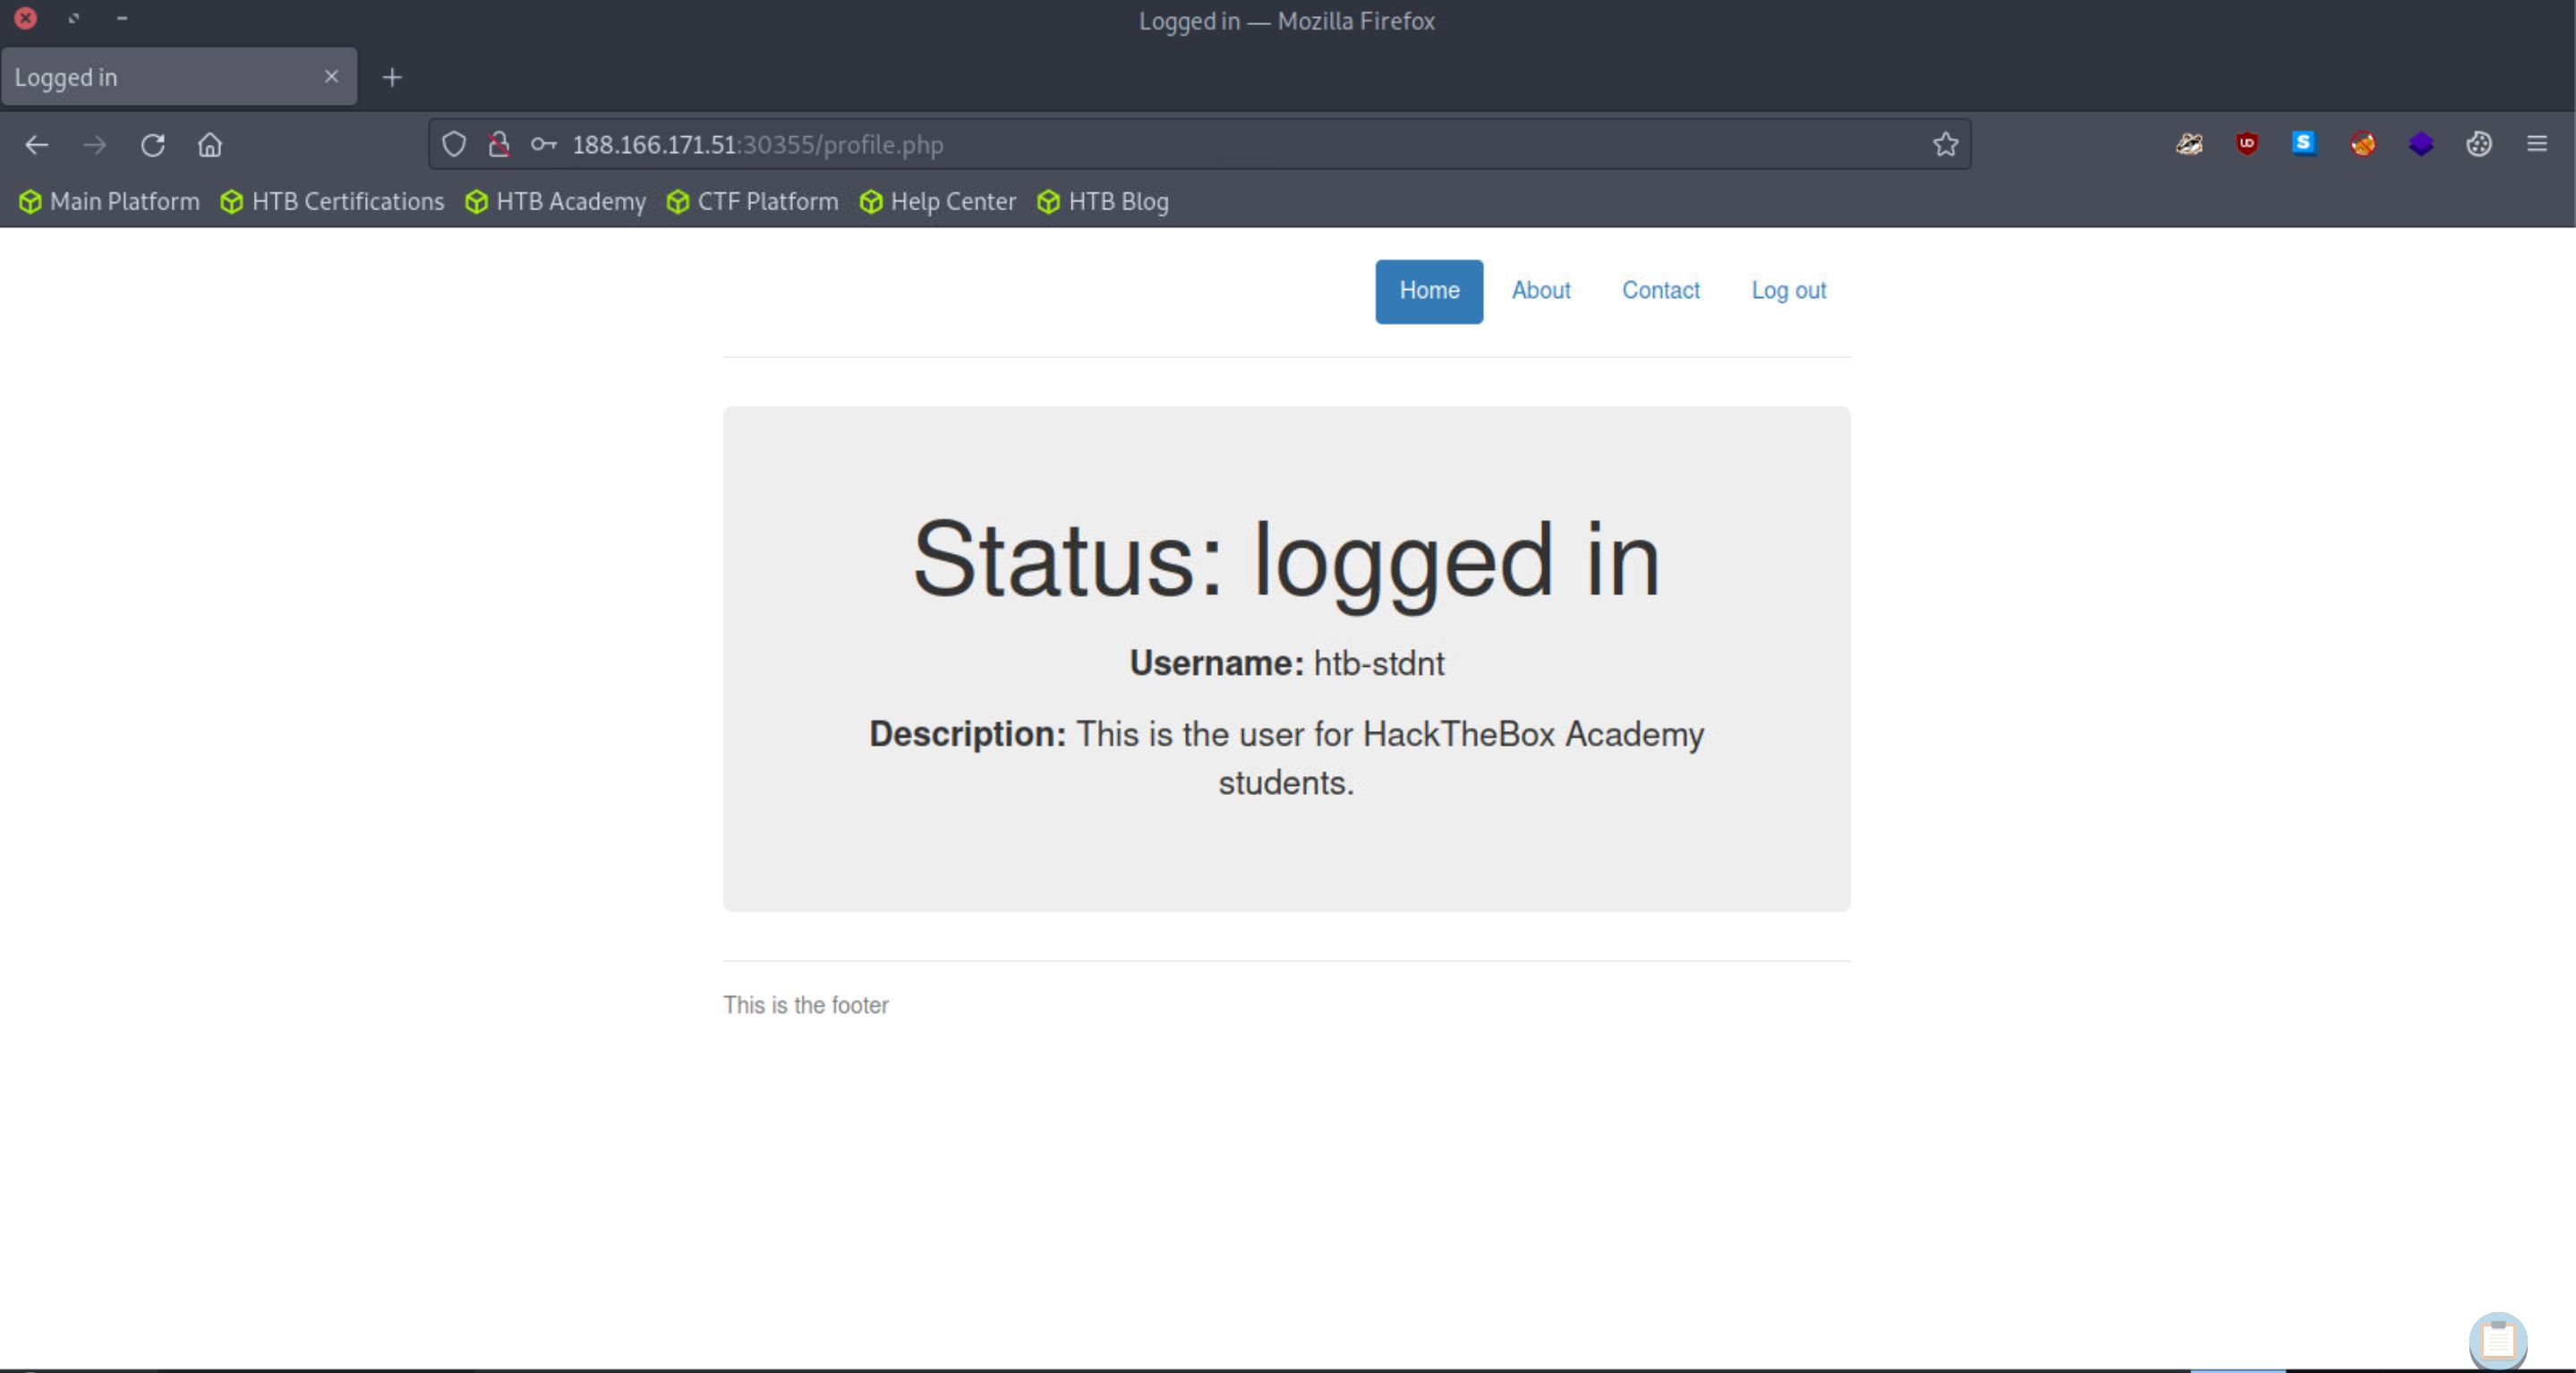 Logged in — Mozilla Firefox
Logged in
188.166.171.51:30355/profile.php
Main Platform HTB Certifications HTB Academy CTF Platform Help Center HTB Blog
Home About Contact Log out
Status: logged in
Username: htb-stdnt
Description: This is the user for HackTheBox Academy
students.
This is the footer